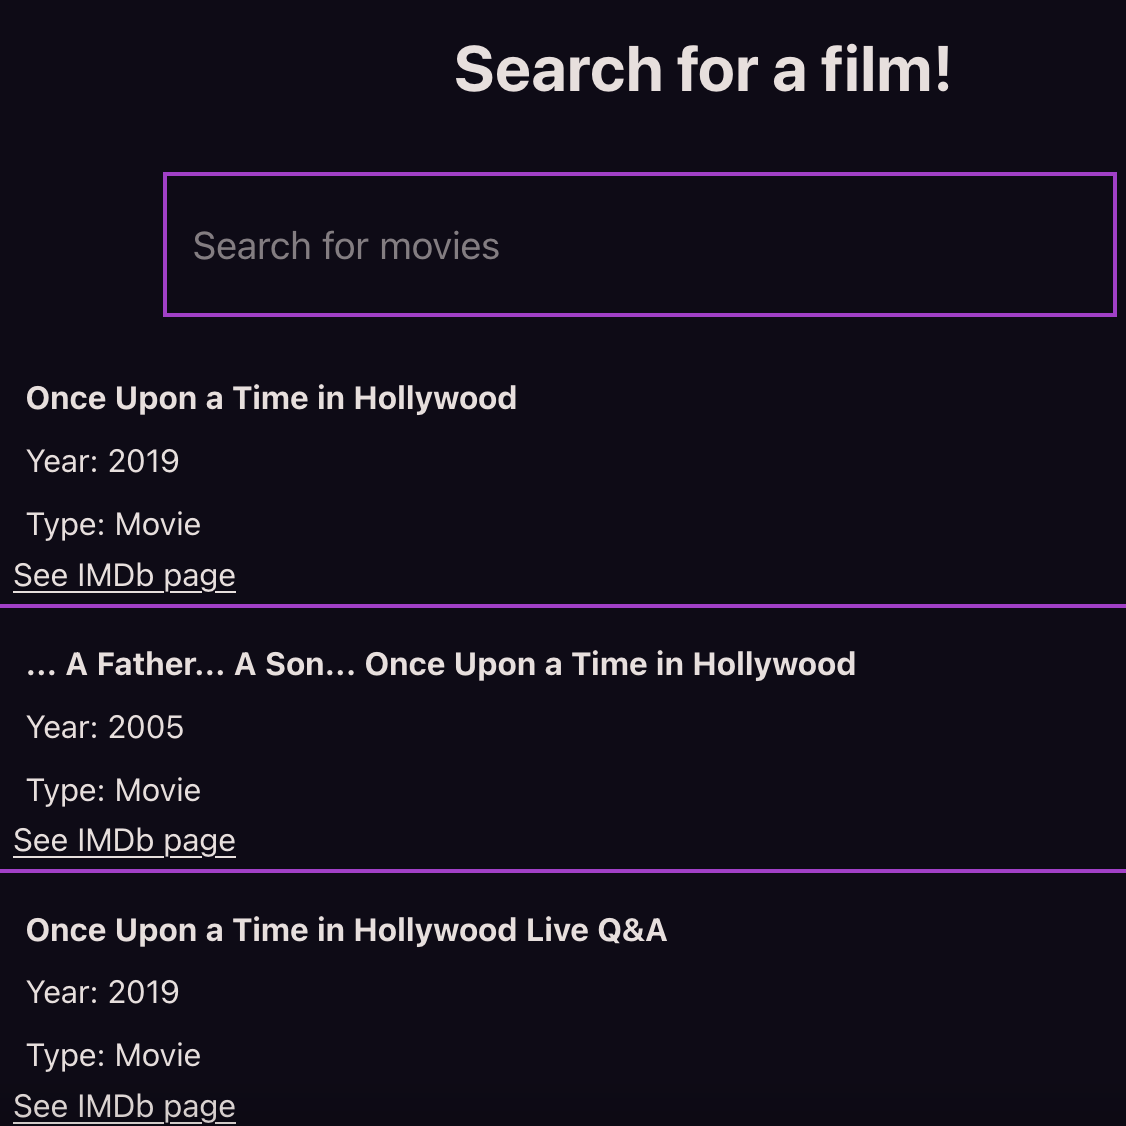 Search for a film!
Search for movies
Once Upon a Time in Hollywood
Year: 2019
Type: Movie
See IMDb page
... A Father... A Son... Once Upon a Time in Hollywood
Year: 2005
Type: Movie
See IMDb page
Once Upon a Time in Hollywood Live Q&A
Year: 2019
Type: Movie
See IMDb page